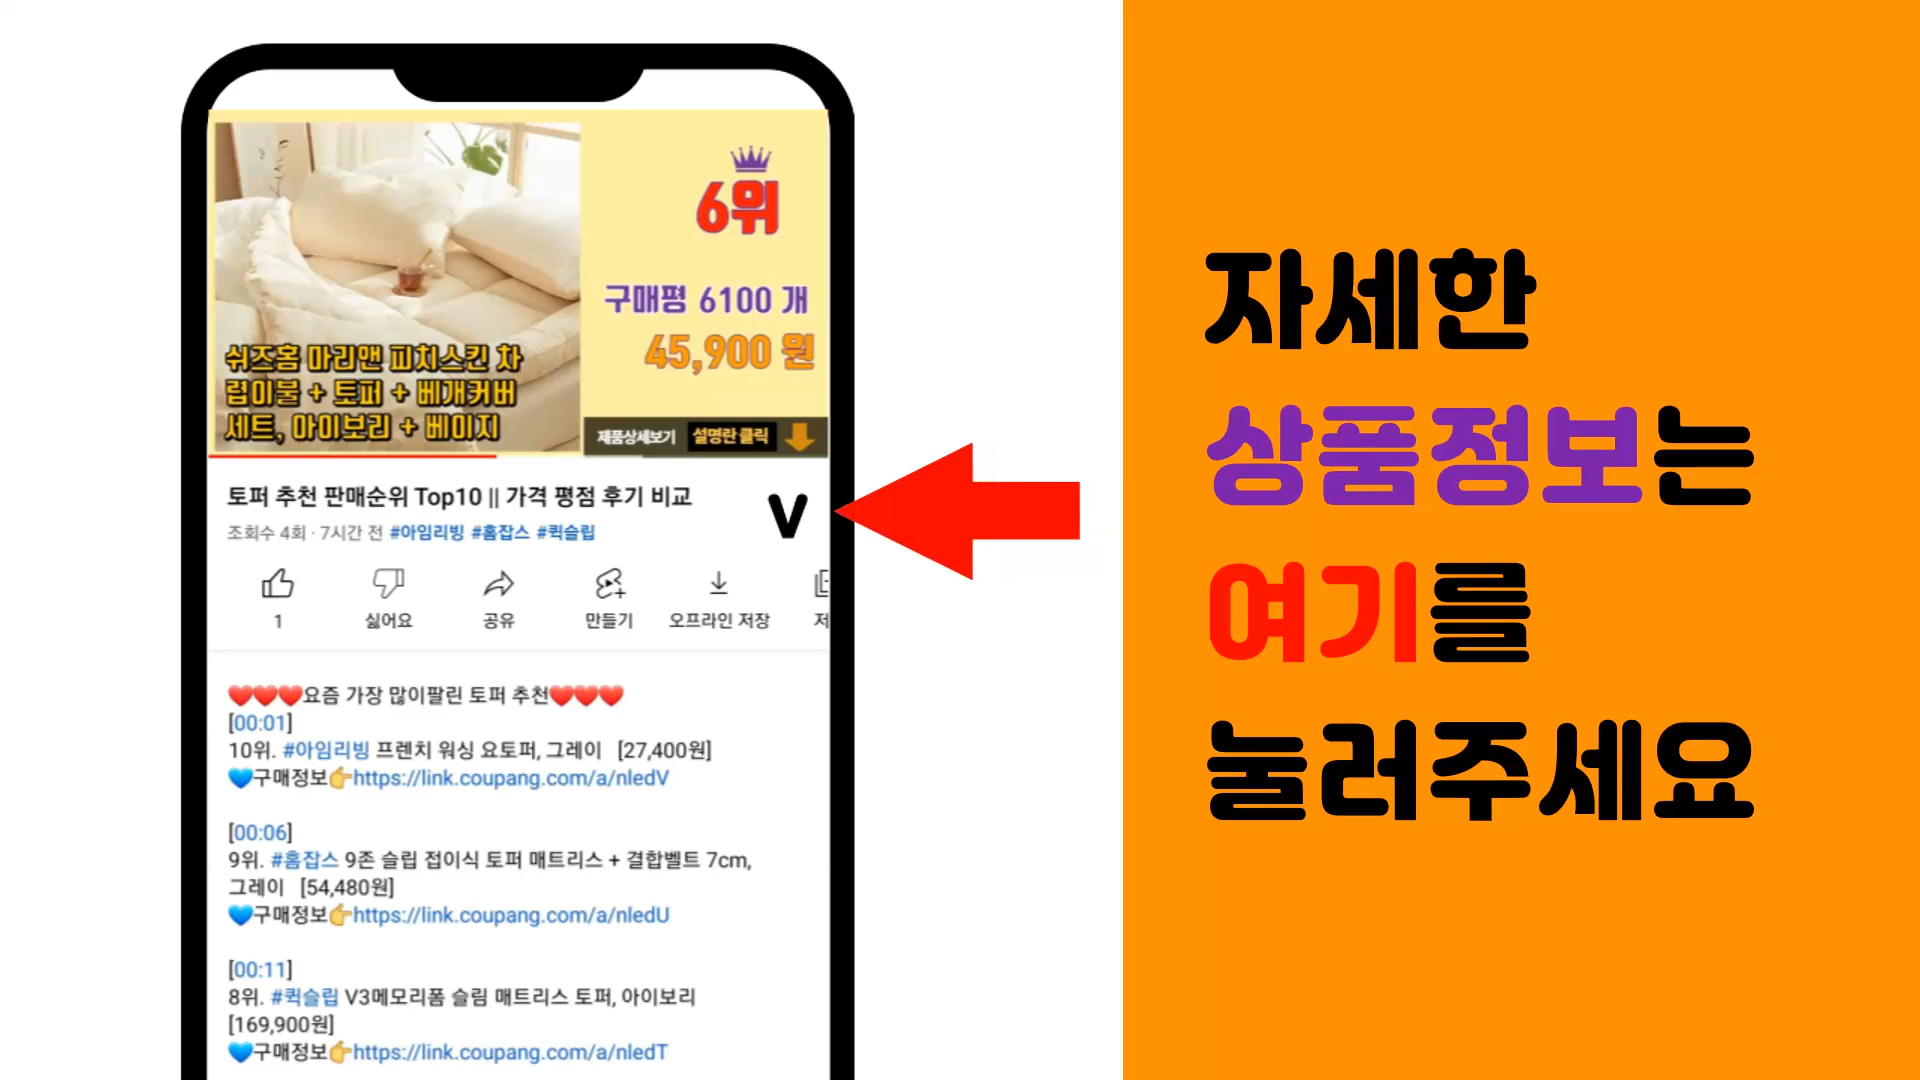 6위
구매평 6100 개
45,900 원
쉬즈홈 마리앤 피치스킨 차
렵이불 + 토퍼 + 베개커버
세트, 아이보리 + 베이지
제품상세보기 설명란 클릭
토퍼 추천 판매순위 Top10 || 가격 평점 후기 비교
V
조회수 4회 · 7시간 전 #아임리빙 #홈잡스 #퀵슬립
1 싫어요 공유 만들기 오프라인 저장 저
❤️❤️❤️요즘 가장 많이팔린 토퍼 추천❤️❤️❤️
[00:01]
10위. #아임리빙 프렌치 워싱 요토퍼, 그레이 [27,400원]
💙구매정보👉https://link.coupang.com/a/nledV
[00:06]
9위. #홈잡스 9존 슬립 접이식 토퍼 매트리스 + 결합벨트 7cm,
그레이 [54,480원]
💙구매정보👉https://link.coupang.com/a/nledU
[00:11]
8위. #퀵슬립 V3메모리폼 슬림 매트리스 토퍼, 아이보리
[169,900원]
💙구매정보👉https://link.coupang.com/a/nledT
자세한
상품정보는
여기를
눌러주세요